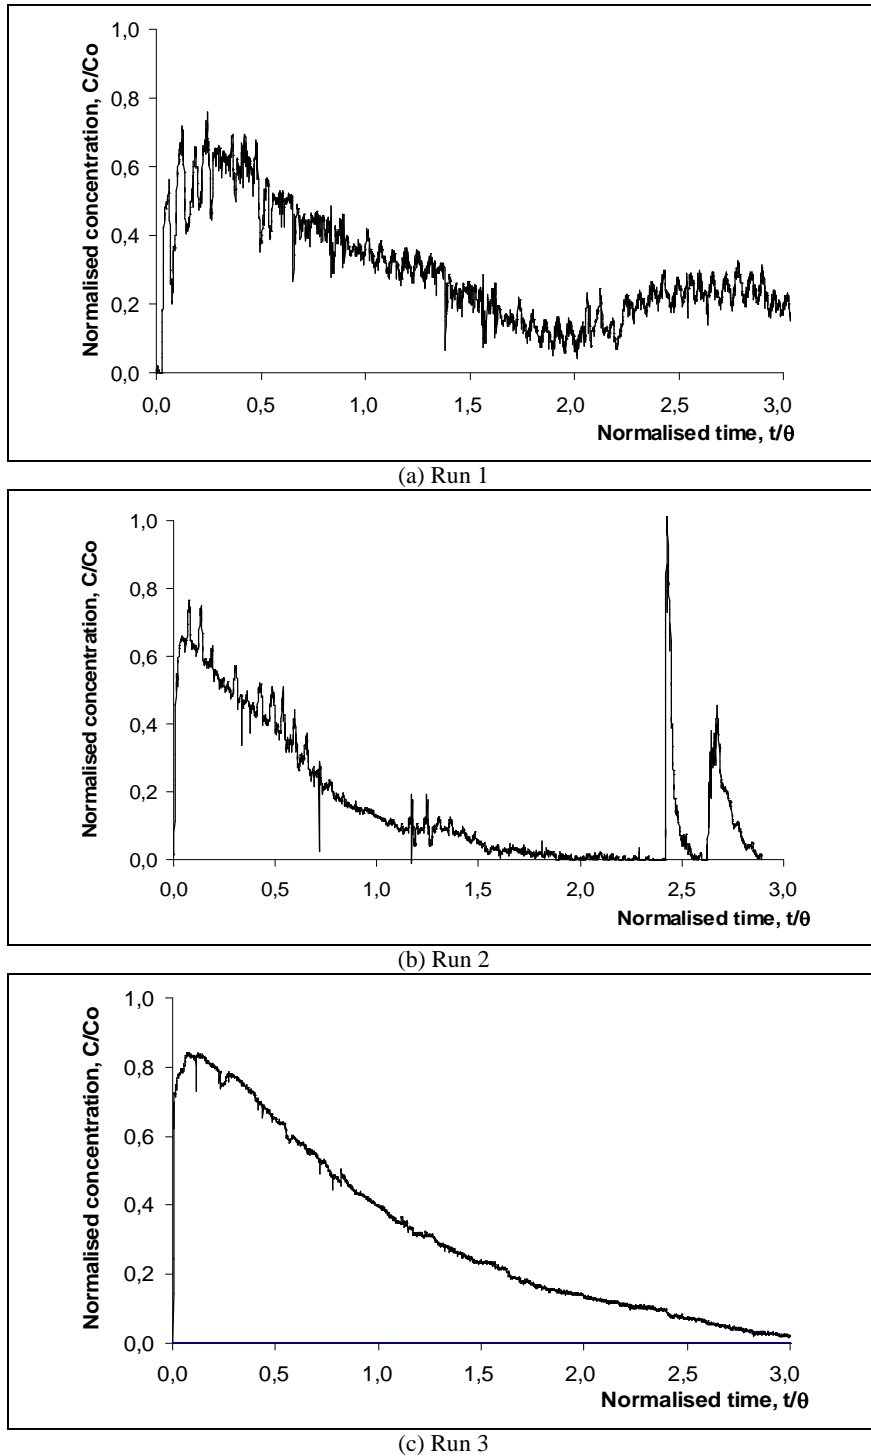 Normalised concentration, C/Co
1,0
0,8
0,6
0,4
0,2
0,0
0,0 0,5 1,0 1,5 2,0 2,5 3,0
Normalised time, t/θ
(a) Run 1
Normalised concentration, C/Co
1,0
0,8
0,6
0,4
0,2
0,0
0,0 0,5 1,0 1,5 2,0 2,5 3,0
Normalised time, t/θ
(b) Run 2
Normalised concentration, C/Co
1,0
0,8
0,6
0,4
0,2
0,0
0,0 0,5 1,0 1,5 2,0 2,5 3,0
Normalised time, t/θ
(c) Run 3